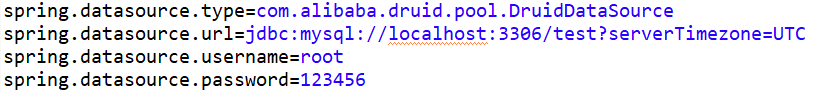 spring.datasource.type=com.alibaba.druid.pool.DruidDataSource
spring.datasource.url=jdbc:mysql://localhost:3306/test?serverTimezone=UTC
spring.datasource.username=root
spring.datasource.password=123456